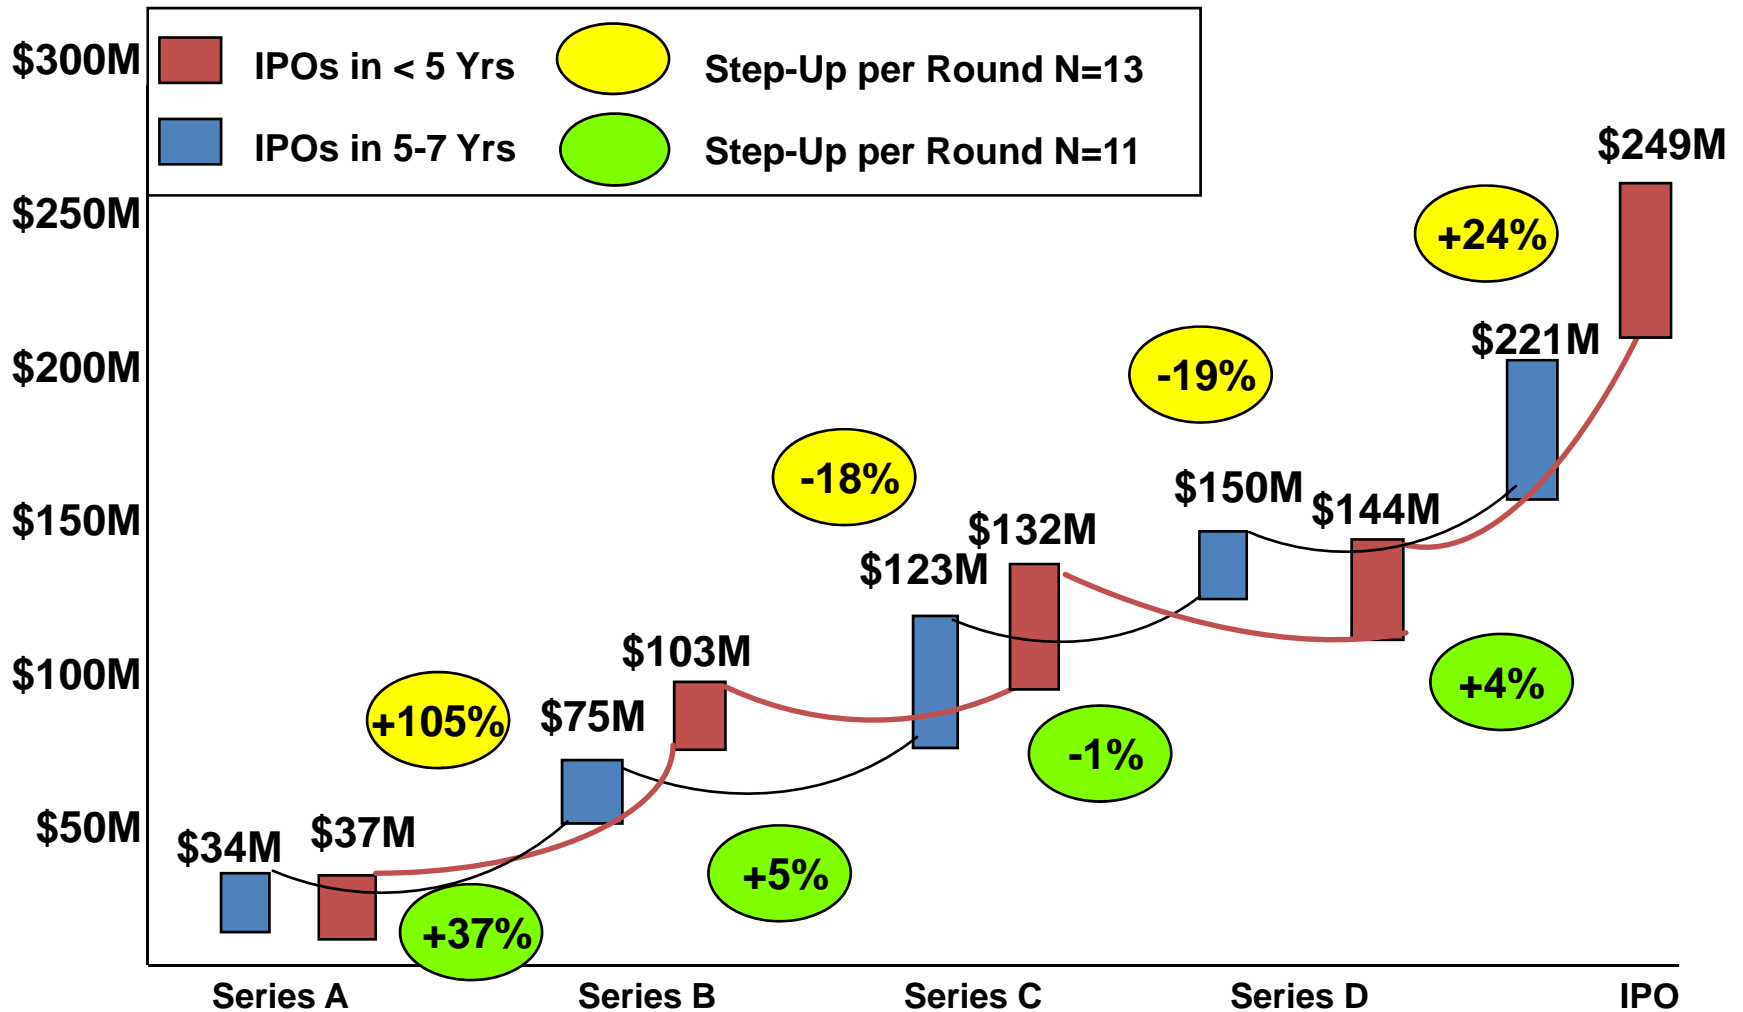 IPOs in < 5 Yrs
Step-Up per Round N=13
IPOs in 5-7 Yrs
Step-Up per Round N=11
$300M
$250M
$200M
$150M
$100M
$50M
$34M
$37M
+105%
+37%
$75M
$103M
+5%
-18%
$123M
$132M
-1%
-19%
$150M
$144M
+4%
+24%
$221M
$249M
Series A
Series B
Series C
Series D
IPO